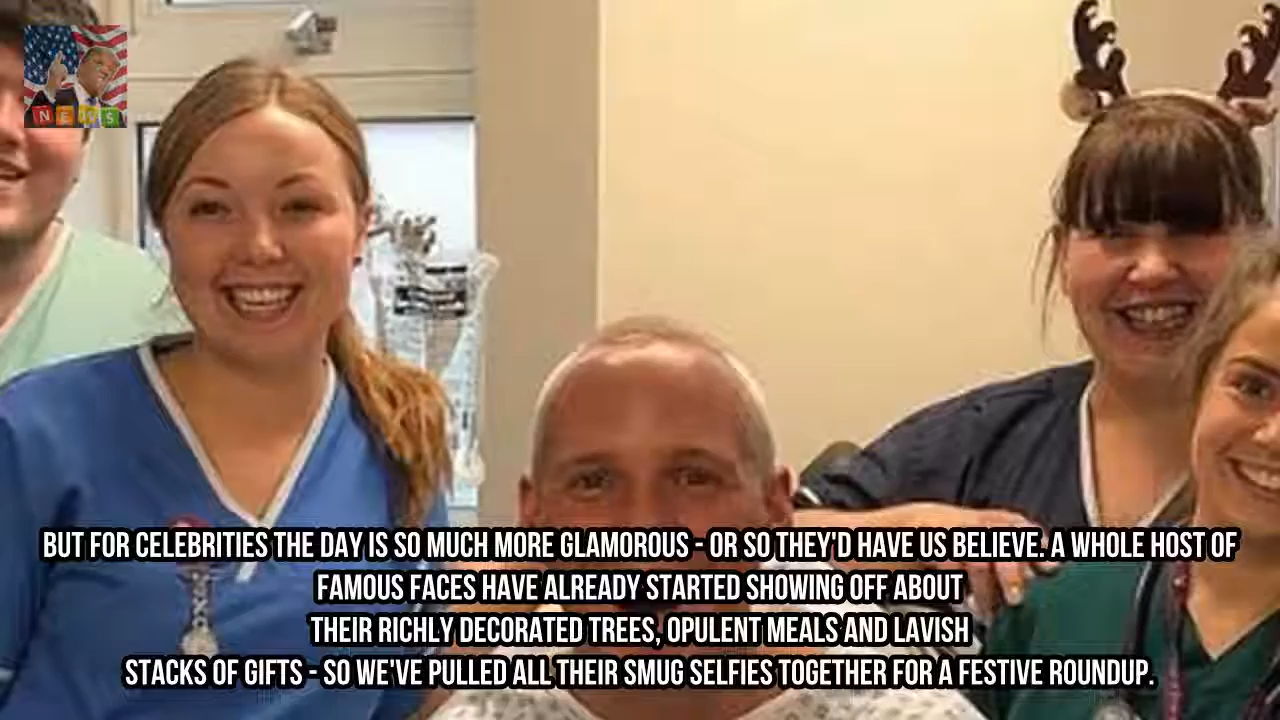 NEWS
BUT FOR CELEBRITIES THE DAY IS SO MUCH MORE GLAMOROUS - OR SO THEY'D HAVE US BELIEVE. A WHOLE HOST OF
FAMOUS FACES HAVE ALREADY STARTED SHOWING OFF ABOUT
THEIR RICHLY DECORATED TREES, OPULENT MEALS AND LAVISH
STACKS OF GIFTS - SO WE'VE PULLED ALL THEIR SMUG SELFIES TOGETHER FOR A FESTIVE ROUNDUP.